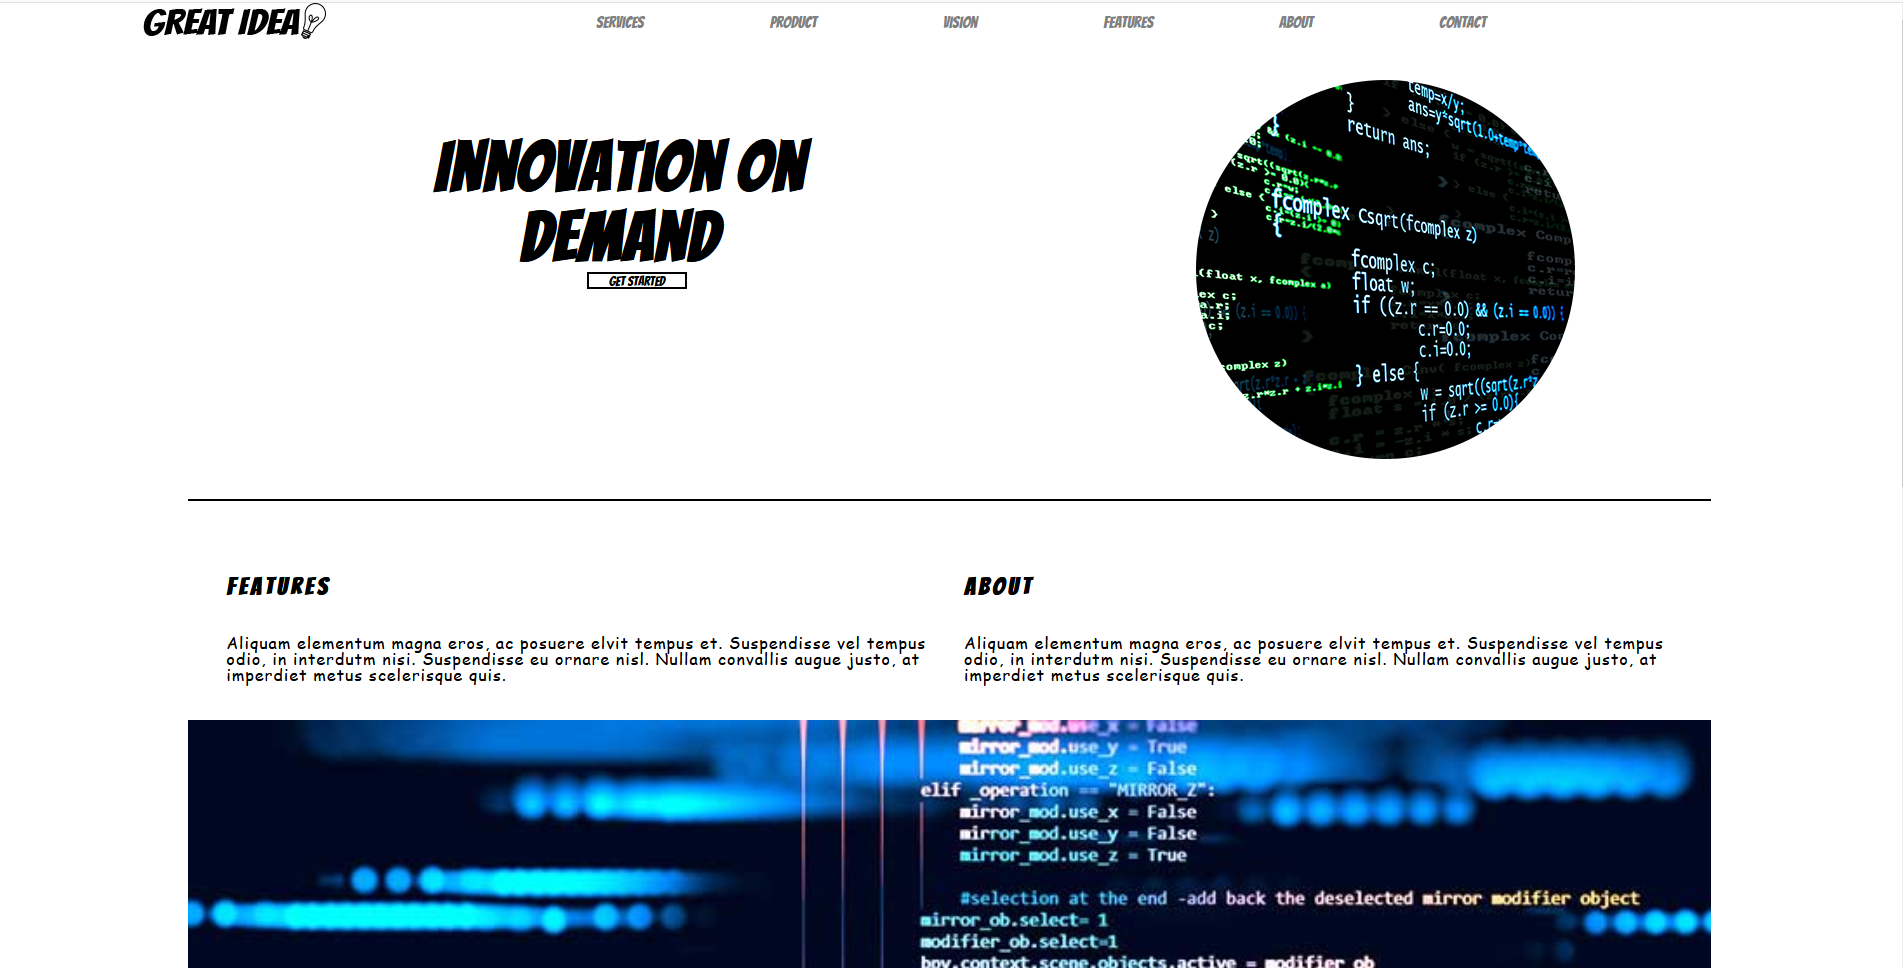 GREAT IDEA
SERVICES
PRODUCT
VISION
FEATURES
ABOUT
CONTACT
INNOVATION ON
DEMAND
GET STARTED
temp=x/y;
ans=y*sqrt(1.0+temp*te
}
return ans;
}
fcomplex Csqrt(fcomplex z)
{
fcomplex c;
float w;
if ((z.r == 0.0) && (z.i == 0.0)) {
c.r=0.0;
c.i=0.0;
} else {
w = sqrt((sqrt(z.r*z
if (z.r >= 0.0){
(float x, fcomplex a)
FEATURES
Aliquam elementum magna eros, ac posuere elvit tempus et. Suspendisse vel tempus
odio, in interdutm nisi. Suspendisse eu ornare nisl. Nullam convallis augue justo, at
imperdiet metus scelerisque quis.
ABOUT
Aliquam elementum magna eros, ac posuere elvit tempus et. Suspendisse vel tempus
odio, in interdutm nisi. Suspendisse eu ornare nisl. Nullam convallis augue justo, at
imperdiet metus scelerisque quis.
mirror_mod.use_x = False
mirror_mod.use_y = True
mirror_mod.use_z = False
elif _operation == "MIRROR_Z":
mirror_mod.use_x = False
mirror_mod.use_y = False
mirror_mod.use_z = True
#selection at the end -add back the deselected mirror modifier object
mirror_ob.select= 1
modifier_ob.select=1
bpy.context.scene.objects.active = modifier_ob